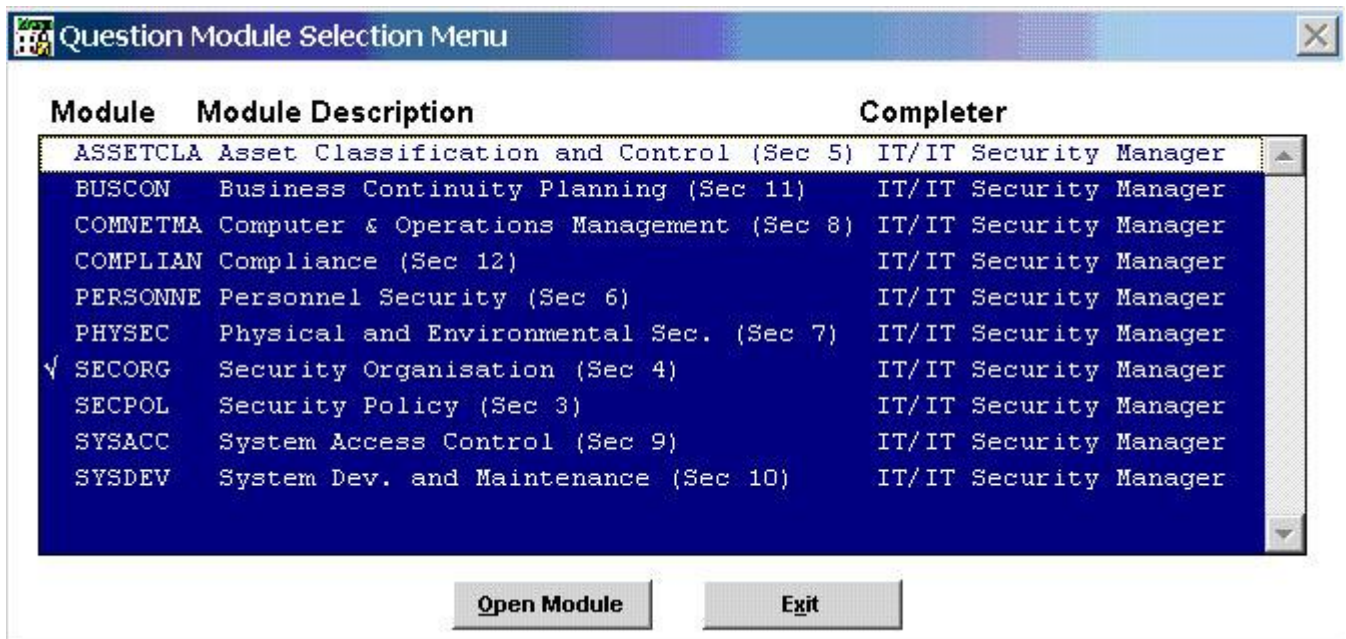 Question Module Selection Menu
Module Module Description Completer
ASSETCLA Asset Classification and Control (Sec 5) IT/IT Security Manager
BUSCON Business Continuity Planning (Sec 11) IT/IT Security Manager
COMNETMA Computer & Operations Management (Sec 8) IT/IT Security Manager
COMPLIAN Compliance (Sec 12) IT/IT Security Manager
PERSONNE Personnel Security (Sec 6) IT/IT Security Manager
PHYSEC Physical and Environmental Sec. (Sec 7) IT/IT Security Manager
√ SECORG Security Organisation (Sec 4) IT/IT Security Manager
SECPOL Security Policy (Sec 3) IT/IT Security Manager
SYSACC System Access Control (Sec 9) IT/IT Security Manager
SYSDEV System Dev. and Maintenance (Sec 10) IT/IT Security Manager
Open Module Exit